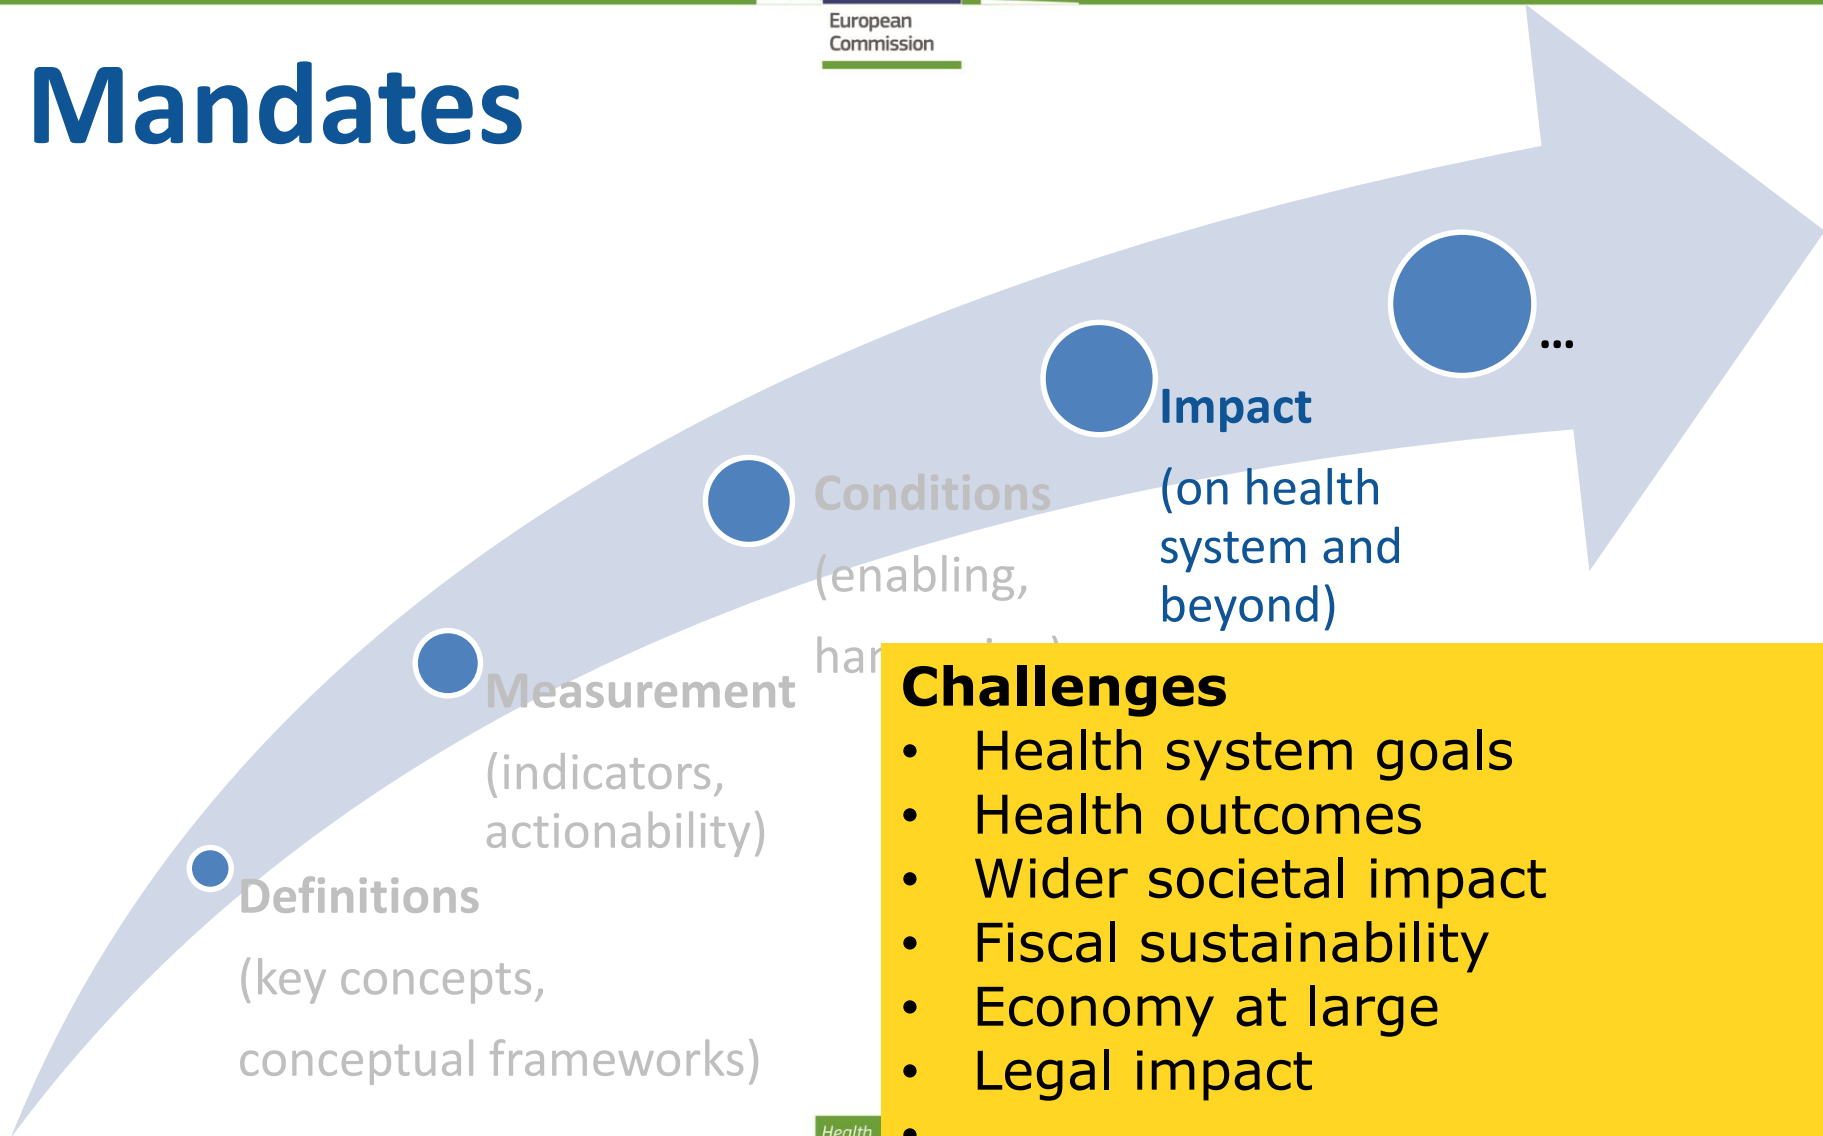 European
Commission
Mandates
...
Impact
(on health
system and
beyond)
Conditions
(enabling,
Measurement
(indicators,
actionability)
Definitions
(key concepts,
conceptual frameworks)
Challenges
• Health system goals
• Health outcomes
• Wider societal impact
• Fiscal sustainability
• Economy at large
• Legal impact
•
Health